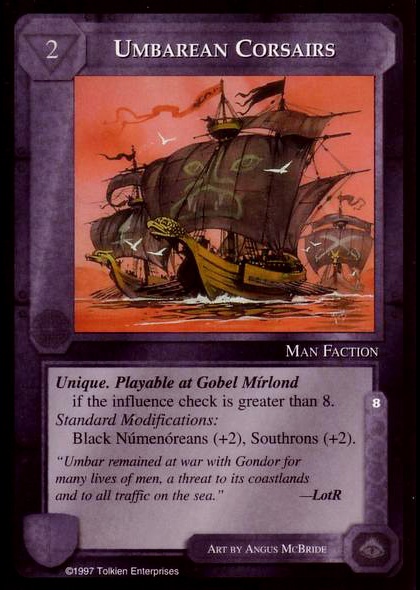 2
UMBAREAN CORSAIRS
MAN FACTION
Unique. Playable at Gobel Mírlond
if the influence check is greater than 8.
8
Standard Modifications:
Black Númenóreans (+2), Southrons (+2).
“Umbar remained at war with Gondor for
many lives of men, a threat to its coastlands
and to all traffic on the sea.” —LotR
ART BY ANGUS MCBRIDE
©1997 Tolkien Enterprises